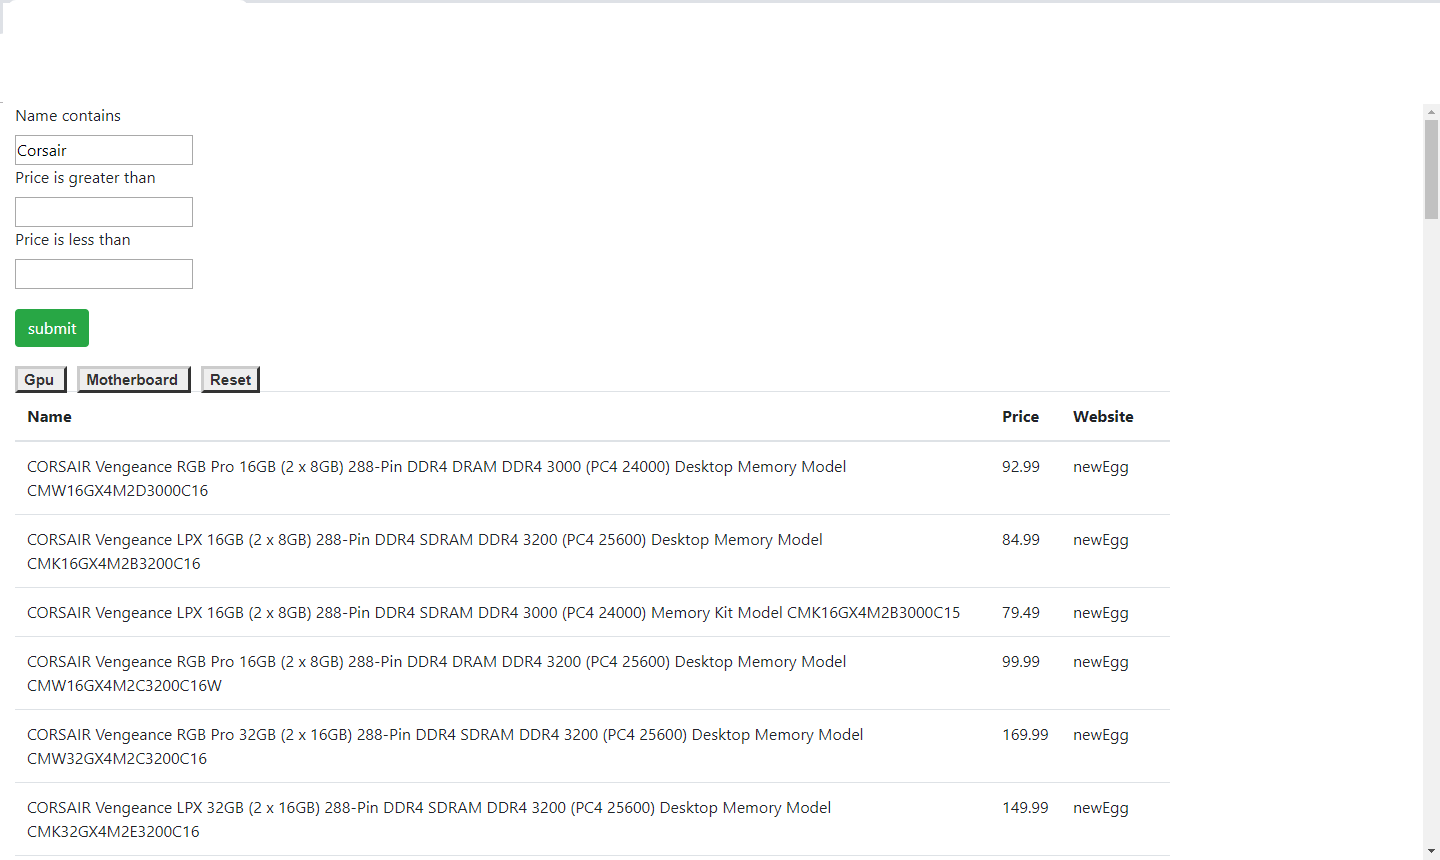 Name contains
Corsair
Price is greater than
Price is less than
submit
Gpu Motherboard Reset
Name Price Website
CORSAIR Vengeance RGB Pro 16GB (2 x 8GB) 288-Pin DDR4 DRAM DDR4 3000 (PC4 24000) Desktop Memory Model 92.99 newEgg
CMW16GX4M2D3000C16
CORSAIR Vengeance LPX 16GB (2 x 8GB) 288-Pin DDR4 SDRAM DDR4 3200 (PC4 25600) Desktop Memory Model 84.99 newEgg
CMK16GX4M2B3200C16
CORSAIR Vengeance LPX 16GB (2 x 8GB) 288-Pin DDR4 SDRAM DDR4 3000 (PC4 24000) Memory Kit Model CMK16GX4M2B3000C15 79.49 newEgg
CORSAIR Vengeance RGB Pro 16GB (2 x 8GB) 288-Pin DDR4 DRAM DDR4 3200 (PC4 25600) Desktop Memory Model 99.99 newEgg
CMW16GX4M2C3200C16W
CORSAIR Vengeance RGB Pro 32GB (2 x 16GB) 288-Pin DDR4 SDRAM DDR4 3200 (PC4 25600) Desktop Memory Model 169.99 newEgg
CMW32GX4M2C3200C16
CORSAIR Vengeance LPX 32GB (2 x 16GB) 288-Pin DDR4 SDRAM DDR4 3200 (PC4 25600) Desktop Memory Model 149.99 newEgg
CMK32GX4M2E3200C16